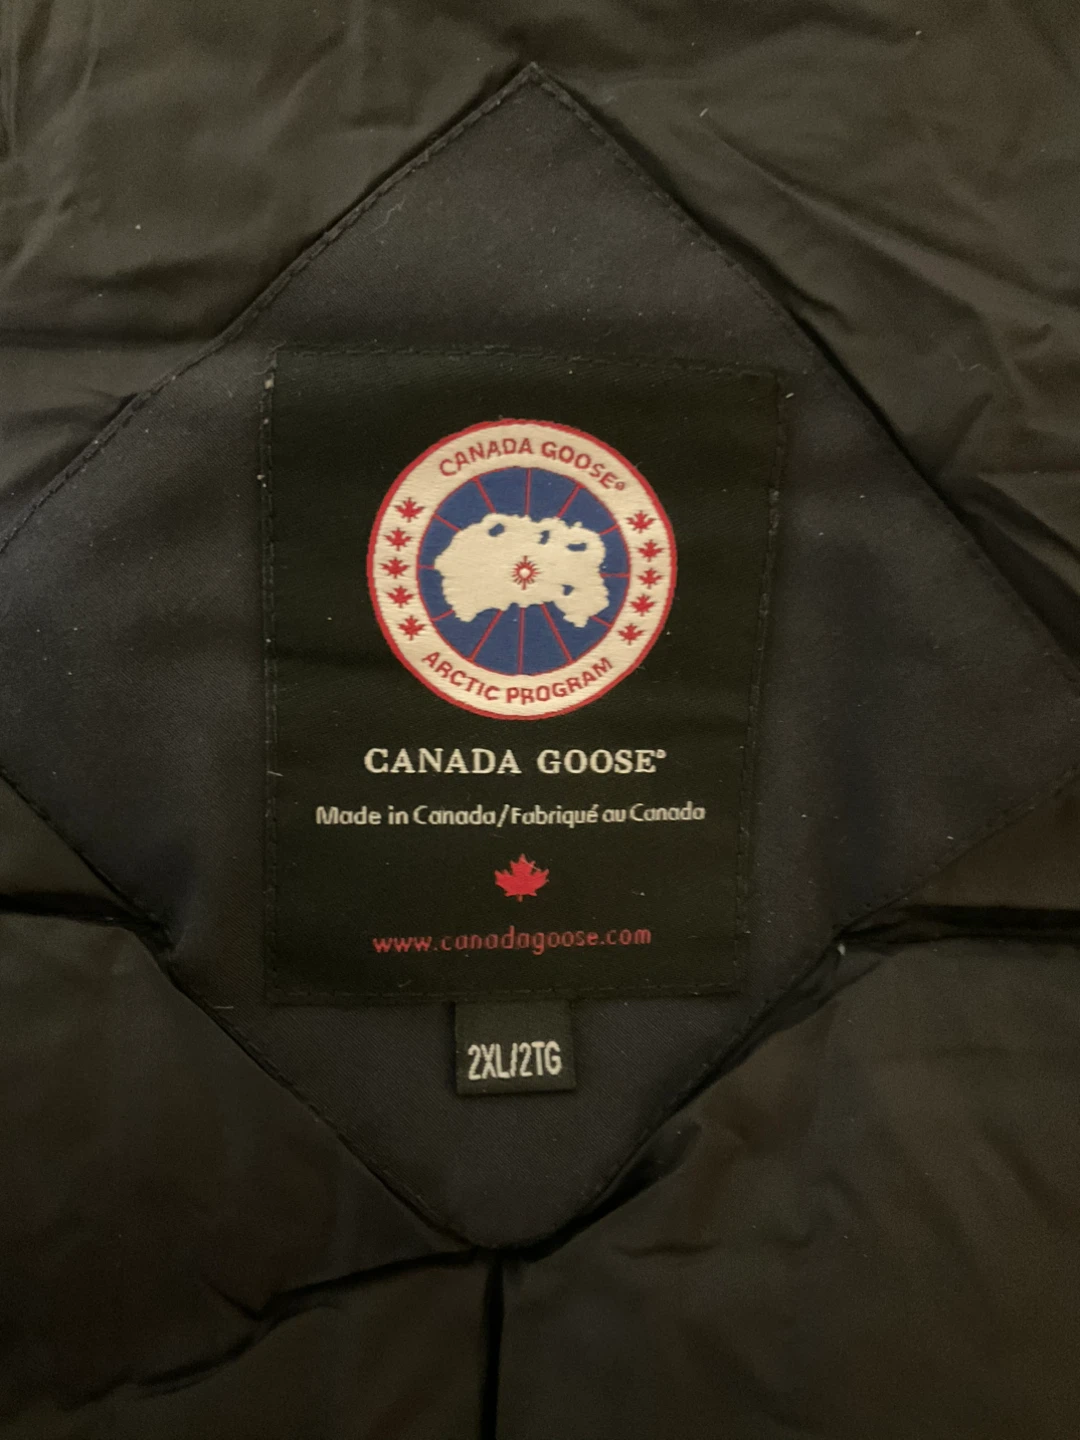 CANADA GOOSE®
ARCTIC PROGRAM
CANADA GOOSE®
Made in Canada/Fabriqué au Canada
www.canadagoose.com
2XL/2TG